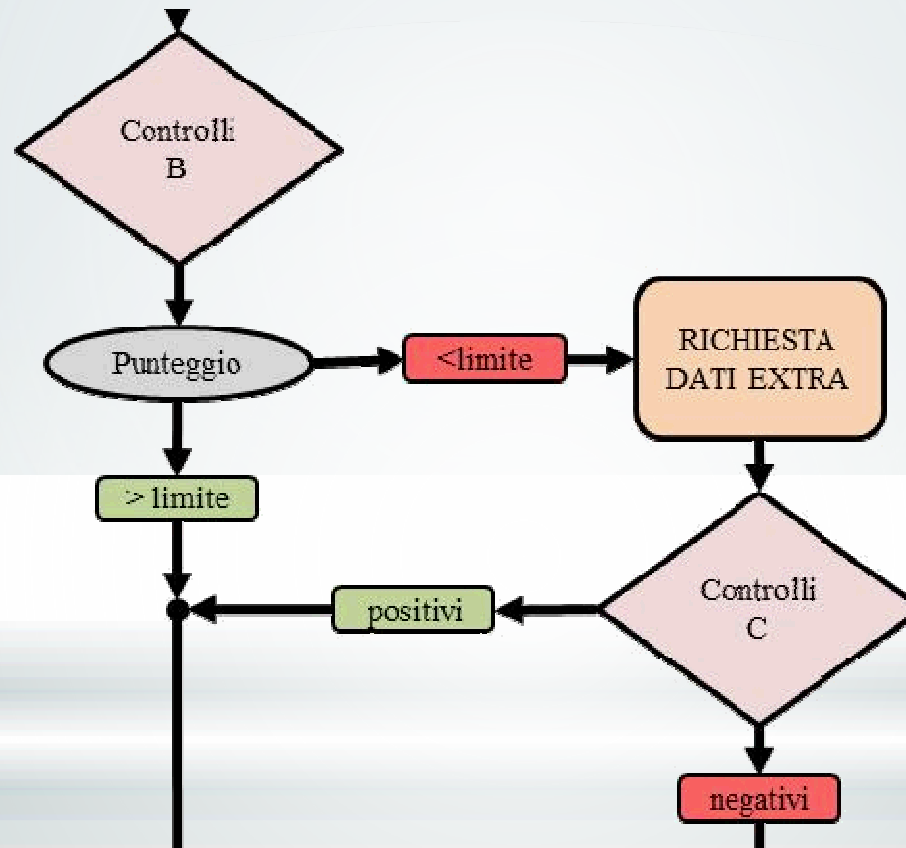 Controlli
B
Punteggio
<limite
RICHIESTA
DATI EXTRA
> limite
positivi
Controlli
C
negativi